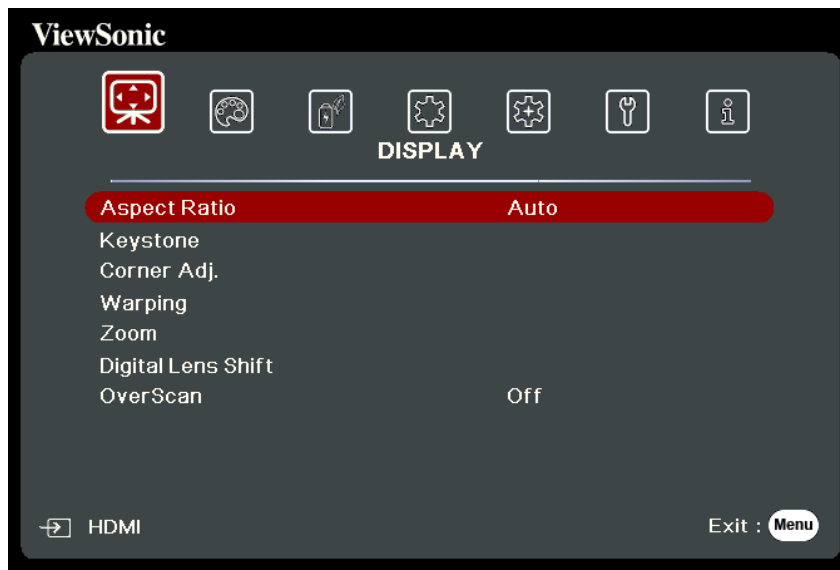 ViewSonic
DISPLAY
Aspect Ratio Auto
Keystone
Corner Adj.
Warping
Zoom
Digital Lens Shift
OverScan Off
HDMI Exit : Menu